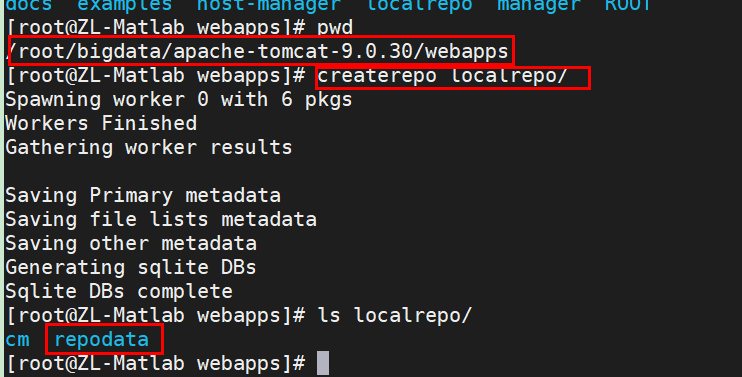 docs examples host-manager localrepo manager ROOT
[root@ZL-Matlab webapps]# pwd
/root/bigdata/apache-tomcat-9.0.30/webapps
[root@ZL-Matlab webapps]# createrepo localrepo/
Spawning worker 0 with 6 pkgs
Workers Finished
Gathering worker results
Saving Primary metadata
Saving file lists metadata
Saving other metadata
Generating sqlite DBs
Sqlite DBs complete
[root@ZL-Matlab webapps]# ls localrepo/
cm repodata
[root@ZL-Matlab webapps]#